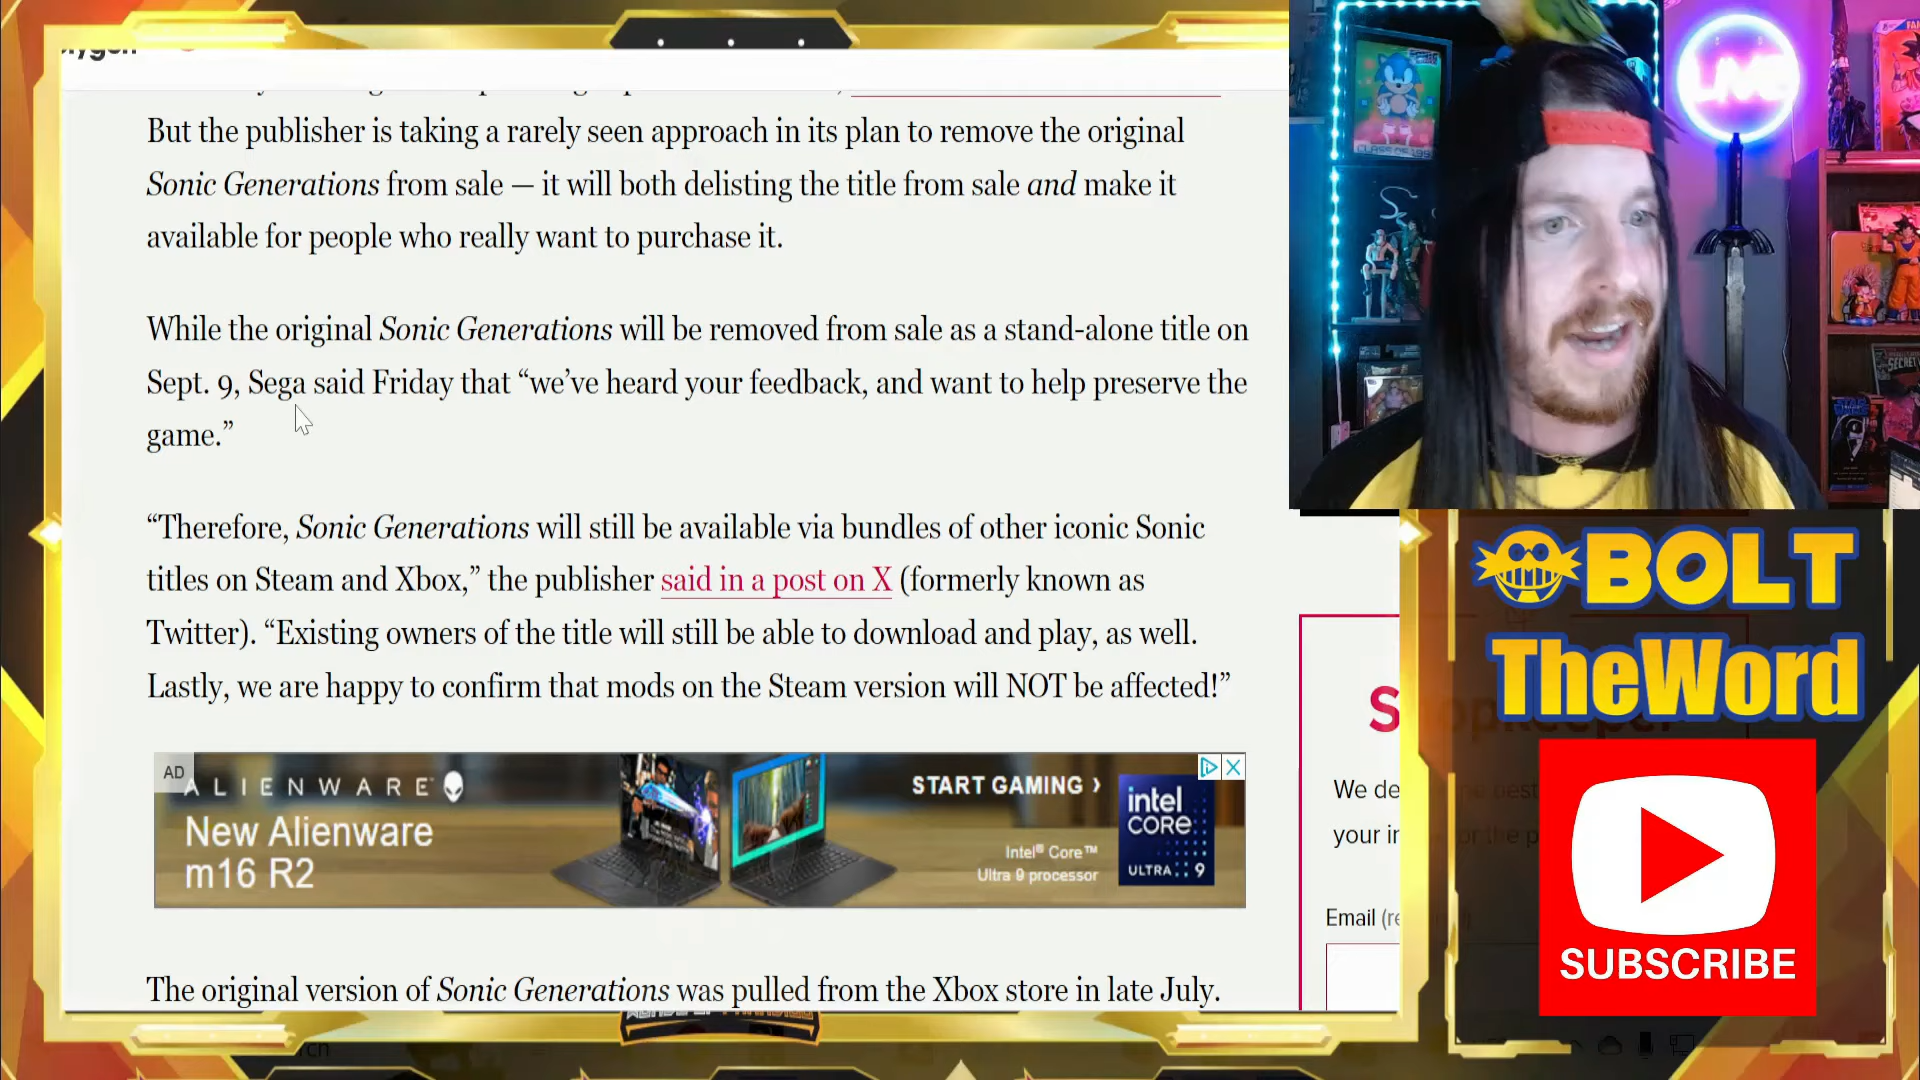 But the publisher is taking a rarely seen approach in its plan to remove the original
Sonic Generations from sale — it will both delisting the title from sale and make it
available for people who really want to purchase it.
While the original Sonic Generations will be removed from sale as a stand-alone title on
Sept. 9, Sega said Friday that “we’ve heard your feedback, and want to help preserve the
game.”
“Therefore, Sonic Generations will still be available via bundles of other iconic Sonic
titles on Steam and Xbox,” the publisher said in a post on X (formerly known as
Twitter). “Existing owners of the title will still be able to download and play, as well.
Lastly, we are happy to confirm that mods on the Steam version will NOT be affected!”
AD
ALIENWARE
New Alienware
m16 R2
START GAMING ›
Intel® Core™
Ultra 9 processor
intel
CORE
ULTRA 9
The original version of Sonic Generations was pulled from the Xbox store in late July.
LIVE
CLASS OF 199
SECRET
BOLT
TheWord
We de
best
your in
or the p
Email
SUBSCRIBE